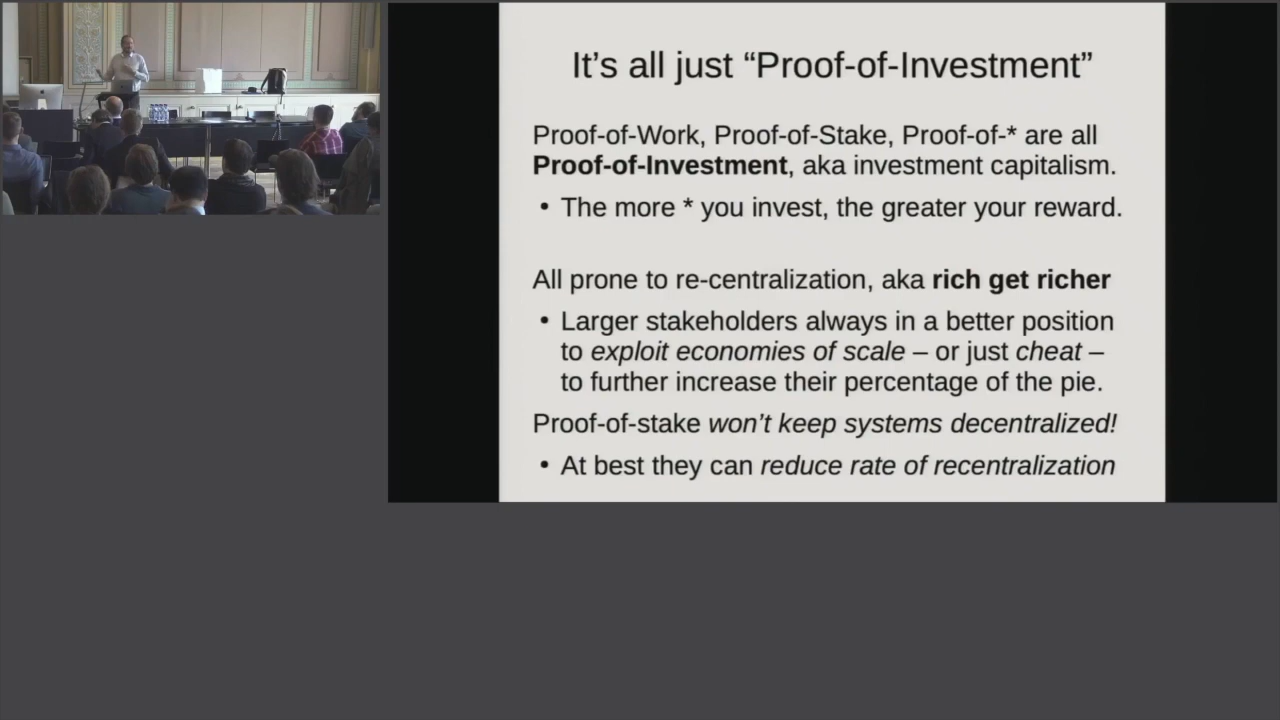 It's all just “Proof-of-Investment”
Proof-of-Work, Proof-of-Stake, Proof-of-* are all
Proof-of-Investment, aka investment capitalism.
• The more * you invest, the greater your reward.
All prone to re-centralization, aka rich get richer
• Larger stakeholders always in a better position
to exploit economies of scale – or just cheat –
to further increase their percentage of the pie.
Proof-of-stake won't keep systems decentralized!
• At best they can reduce rate of recentralization